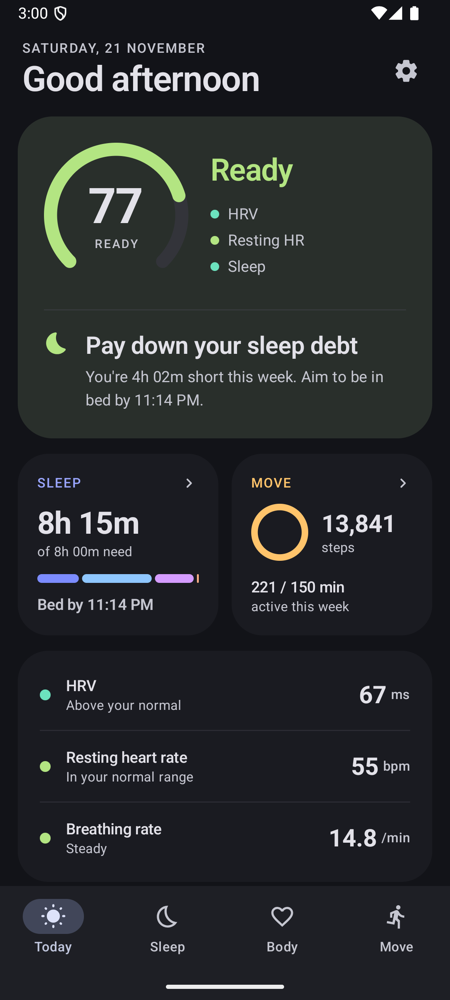 3:00
SATURDAY, 21 NOVEMBER
Good afternoon
77
READY
Ready
HRV
Resting HR
Sleep
Pay down your sleep debt
You're 4h 02m short this week. Aim to be in
bed by 11:14 PM.
SLEEP
8h 15m
of 8h 00m need
Bed by 11:14 PM
MOVE
13,841
steps
221 / 150 min
active this week
HRV
Above your normal
67 ms
Resting heart rate
In your normal range
55 bpm
Breathing rate
Steady
14.8 /min
Today
Sleep
Body
Move